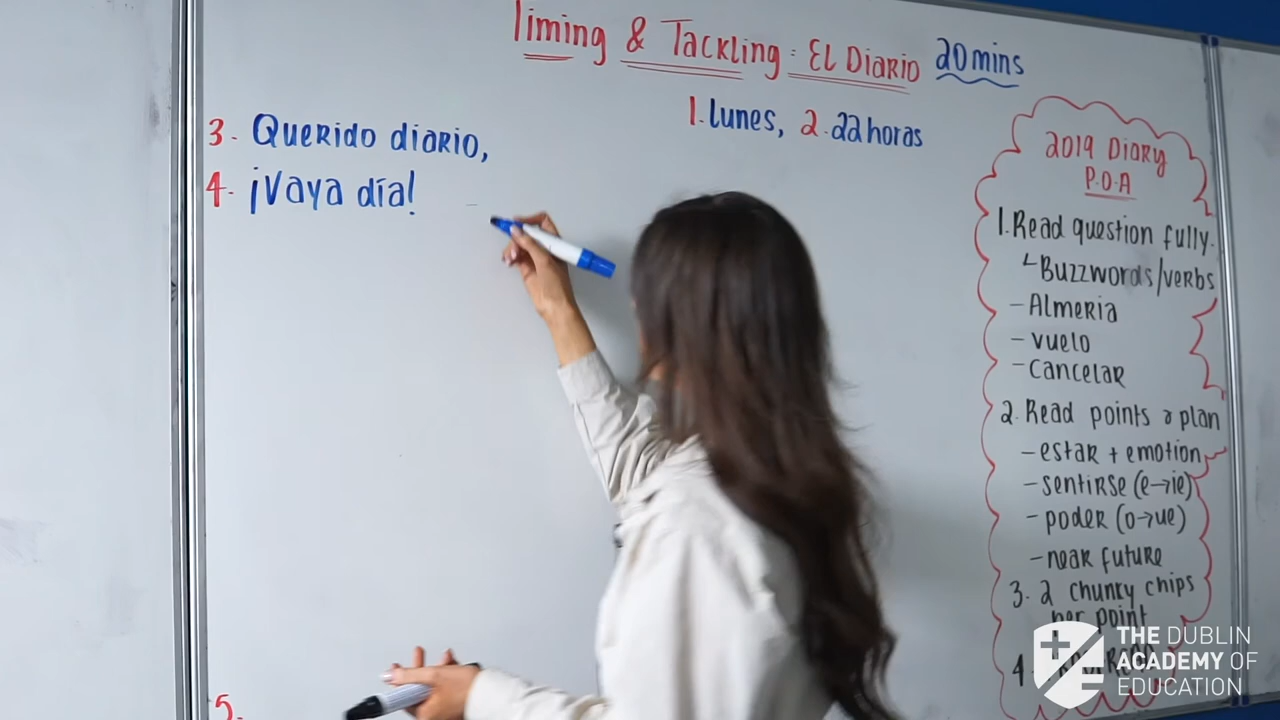 Timing & Tackling: El Diario 20 mins
1. lunes, 2. 22 horas
3. Querido diario,
4. ¡Vaya día!
5.
2019 Diary
P.O.A
1. Read question fully.
Buzzwords/verbs
- Almeria
- vuelo
- cancelar
2. Read points & plan
- estar + emotion
- sentirse (e→ie)
- poder (o→ue)
- near future
3. 2 chunky chips
per point
4.
THE DUBLIN
ACADEMY OF
EDUCATION